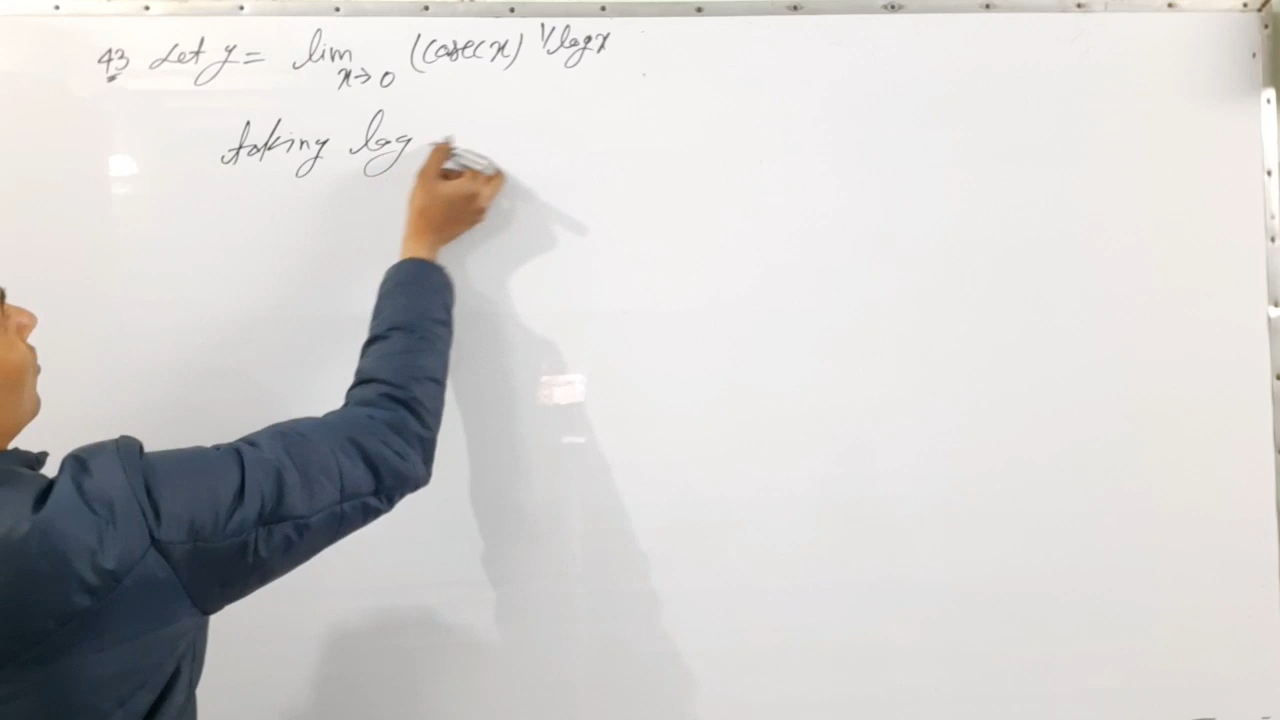 43 Let y = lim x→0 (cosec x) 1/log x
taking log